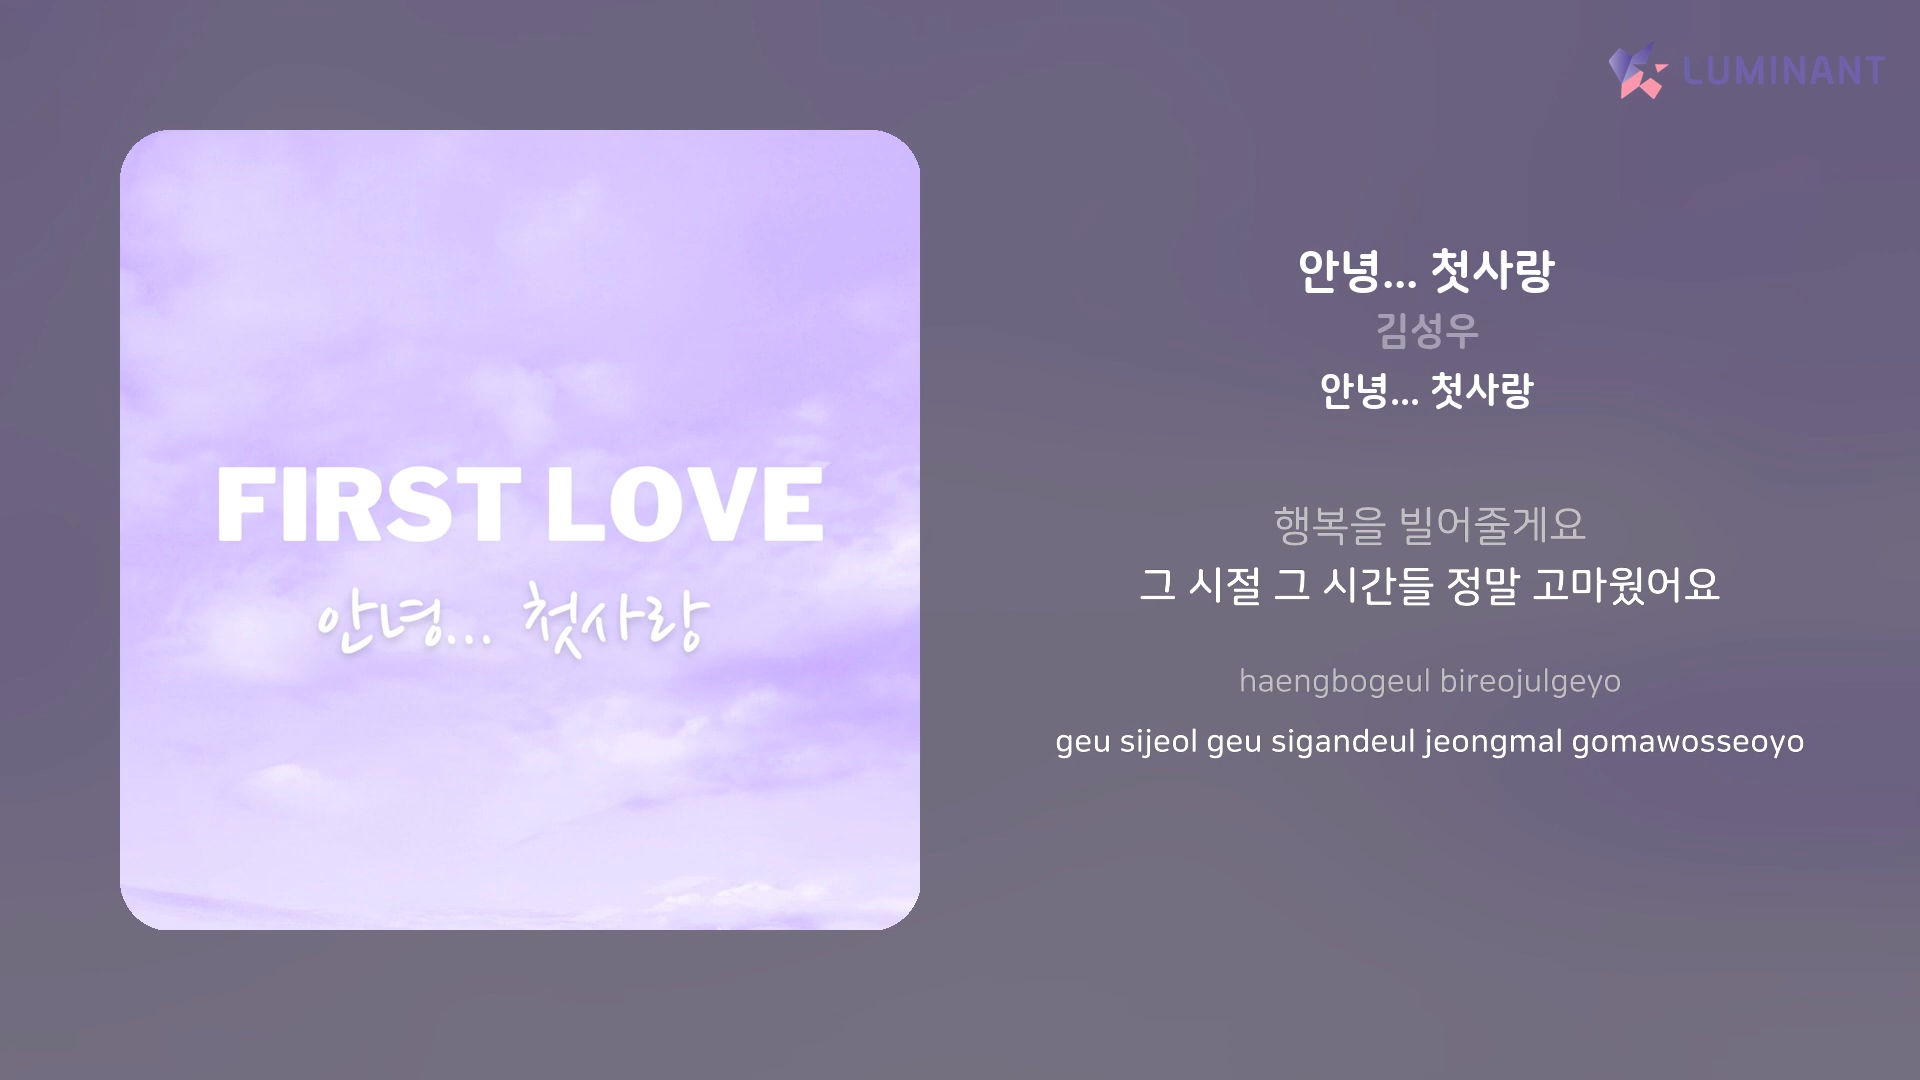 FIRST LOVE
안녕... 첫사랑
LUMINANT
안녕... 첫사랑
김성우
안녕... 첫사랑
행복을 빌어줄게요
그 시절 그 시간들 정말 고마웠어요
haengbogeul bireojulgeyo
geu sijeol geu sigandeul jeongmal gomawosseoyo